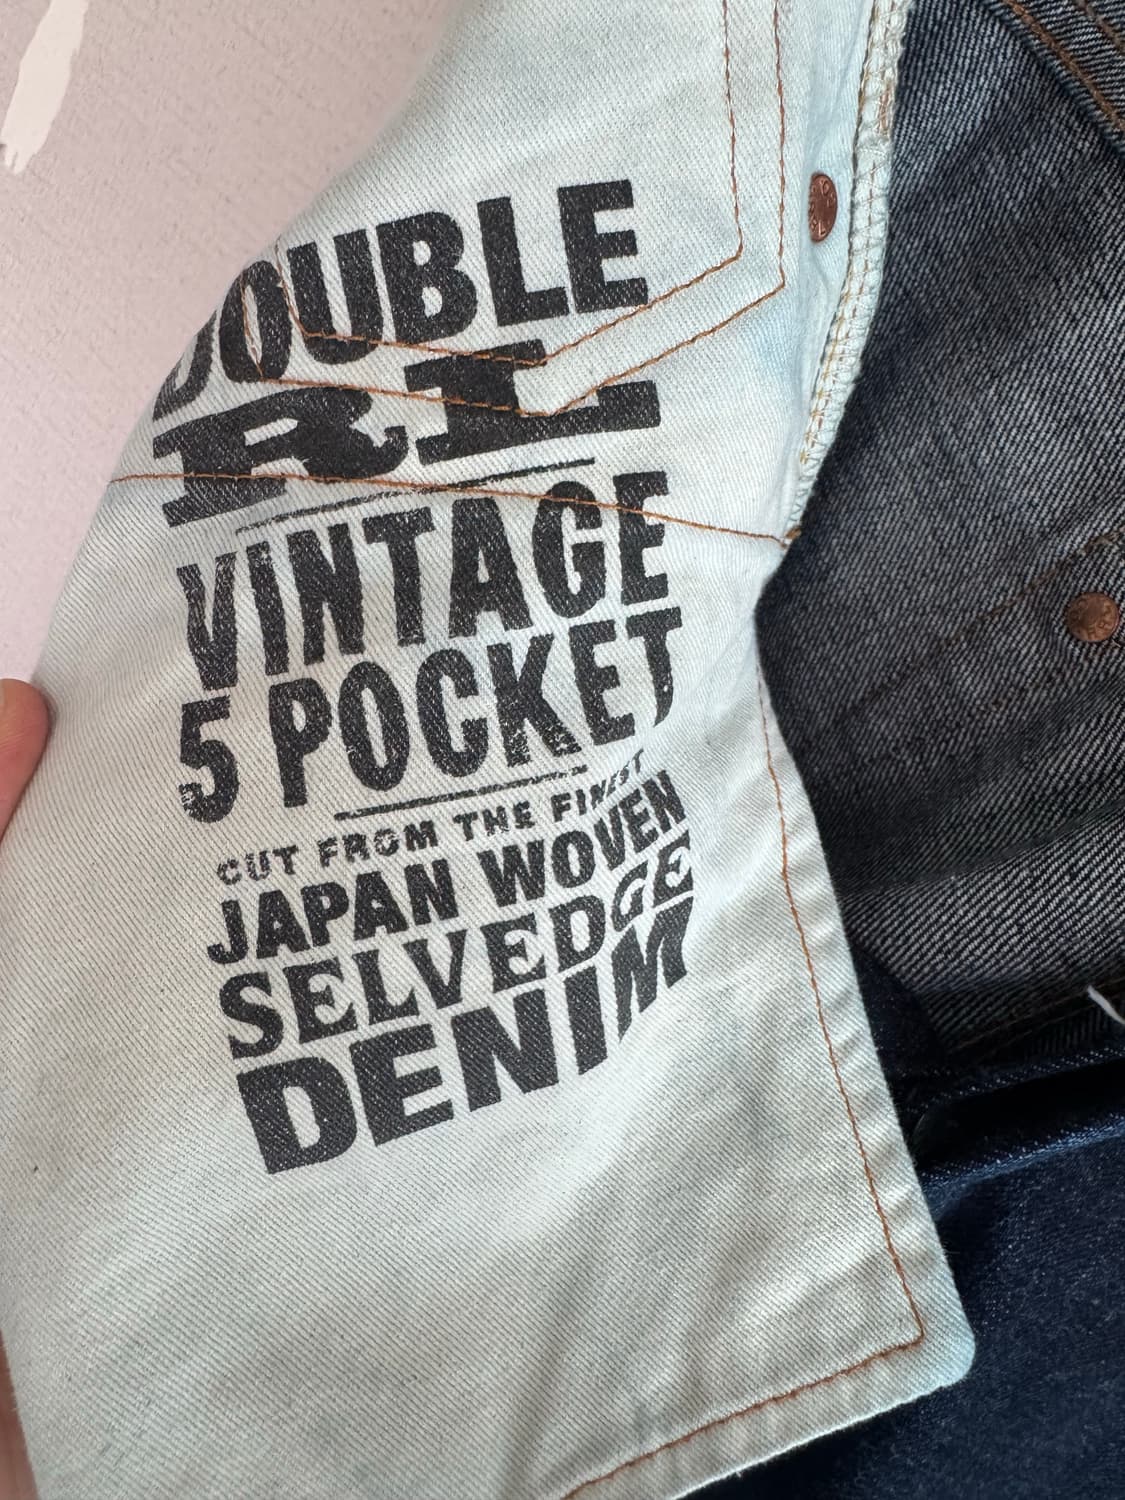 DOUBLE
RL
VINTAGE
5 POCKET
CUT FROM THE FINEST
JAPAN WOVEN
SELVEDGE
DENIM